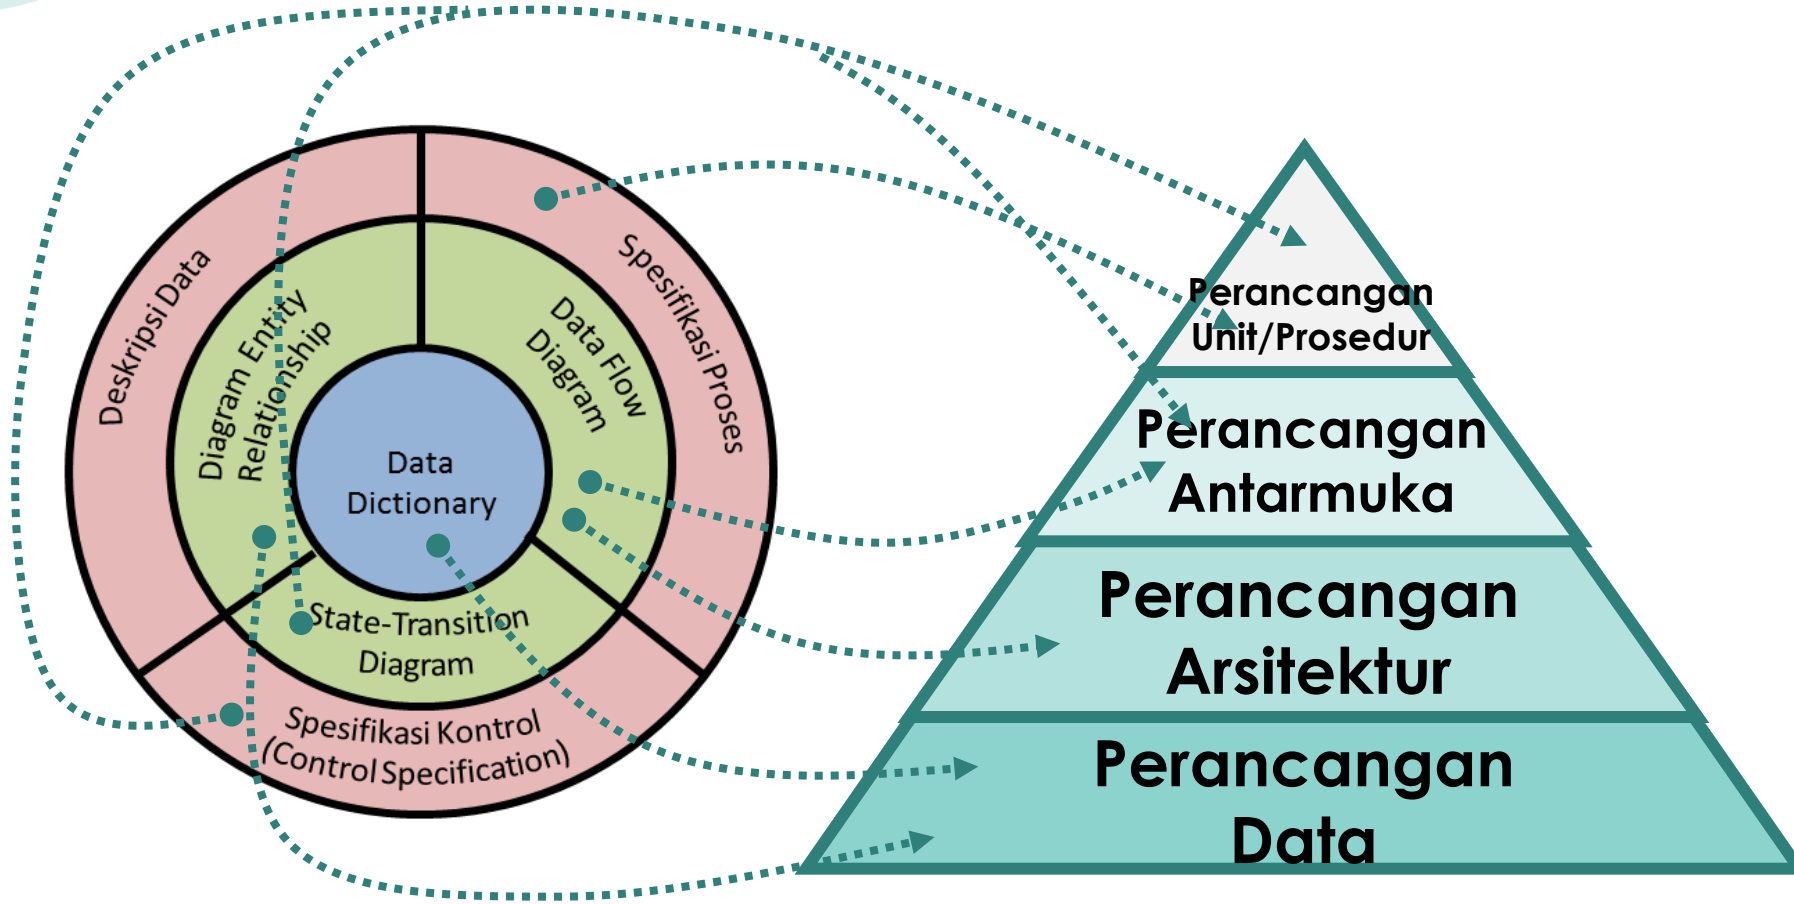 Deskripsi Data
Diagram Entity
Relationship
Data Flow
Diagram
Spesifikasi Proses
Data
Dictionary
State-Transition
Diagram
Spesifikasi Kontrol
(Control Specification)
Perancangan
Unit/Prosedur
Perancangan
Antarmuka
Perancangan
Arsitektur
Perancangan
Data